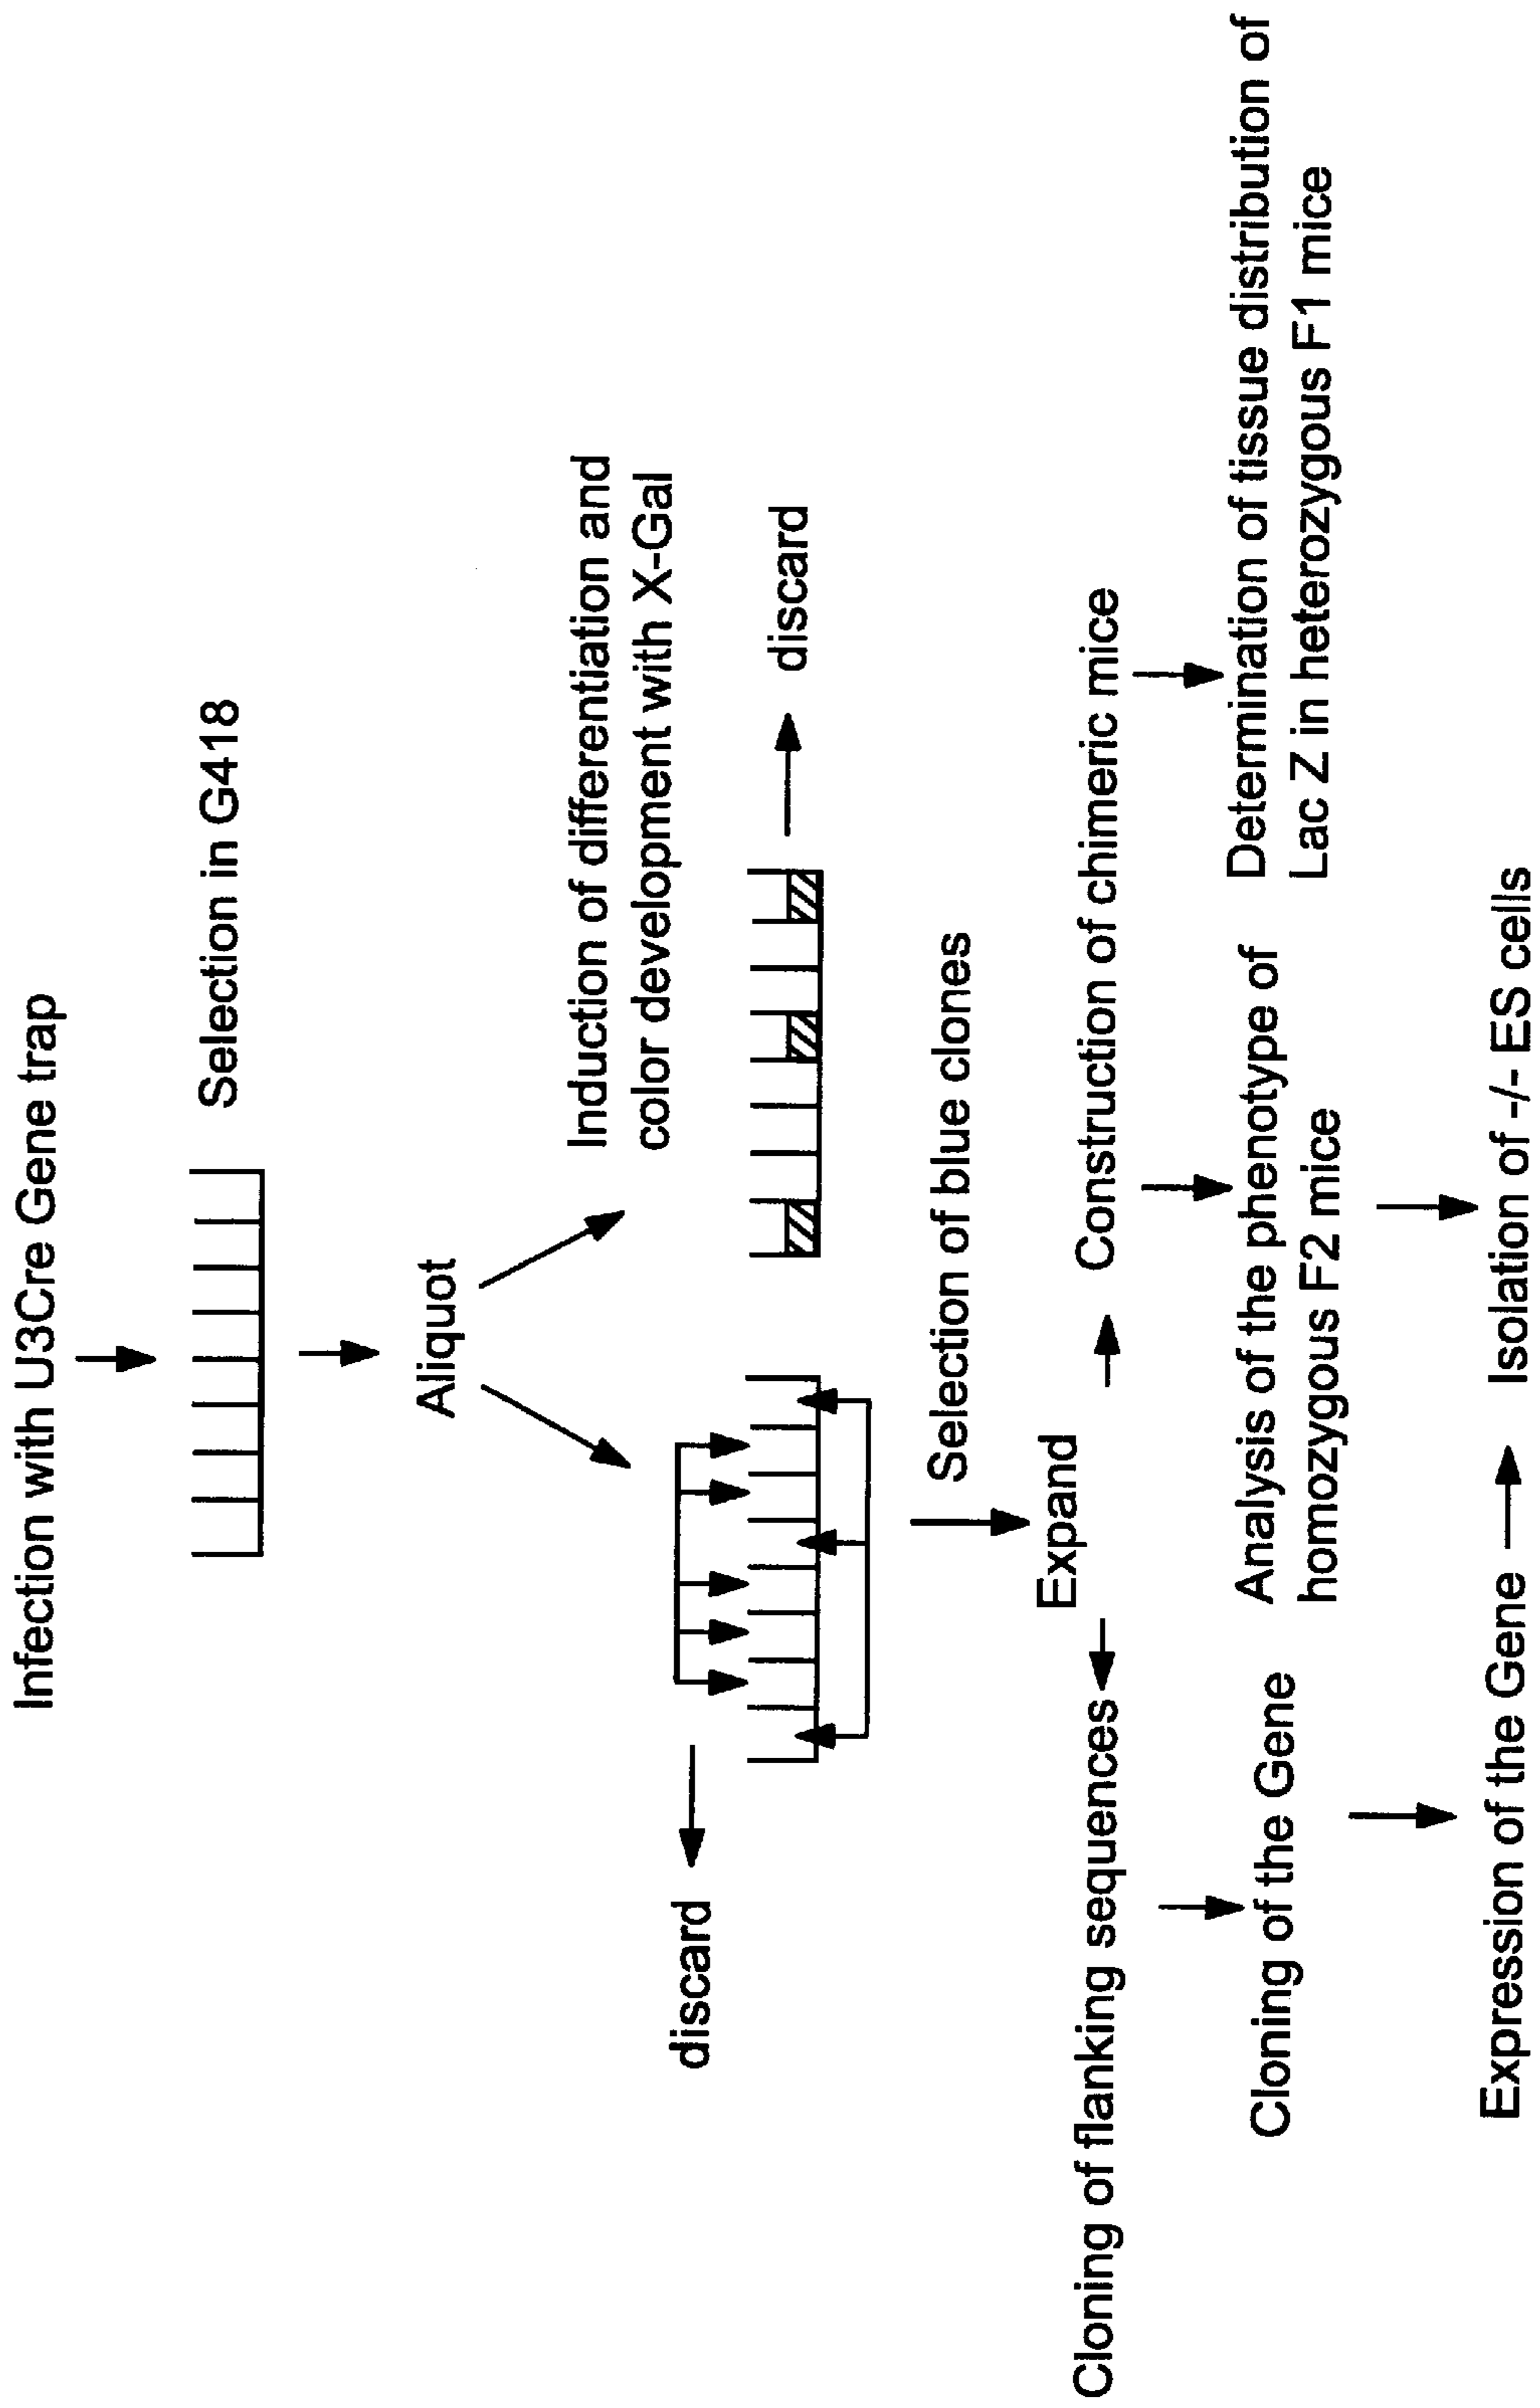 Infection with U3Cre Gene trap
Selection in G418
Aliquot
Induction of differentiation and
color development with X-Gal
discard
discard
Selection of blue clones
Expand
Cloning of flanking sequences
Construction of chimeric mice
Cloning of the Gene
Analysis of the phenotype of
homozygous F2 mice
Determination of tissue distribution of
Lac Z in heterozygous F1 mice
Expression of the Gene
Isolation of -/- ES cells